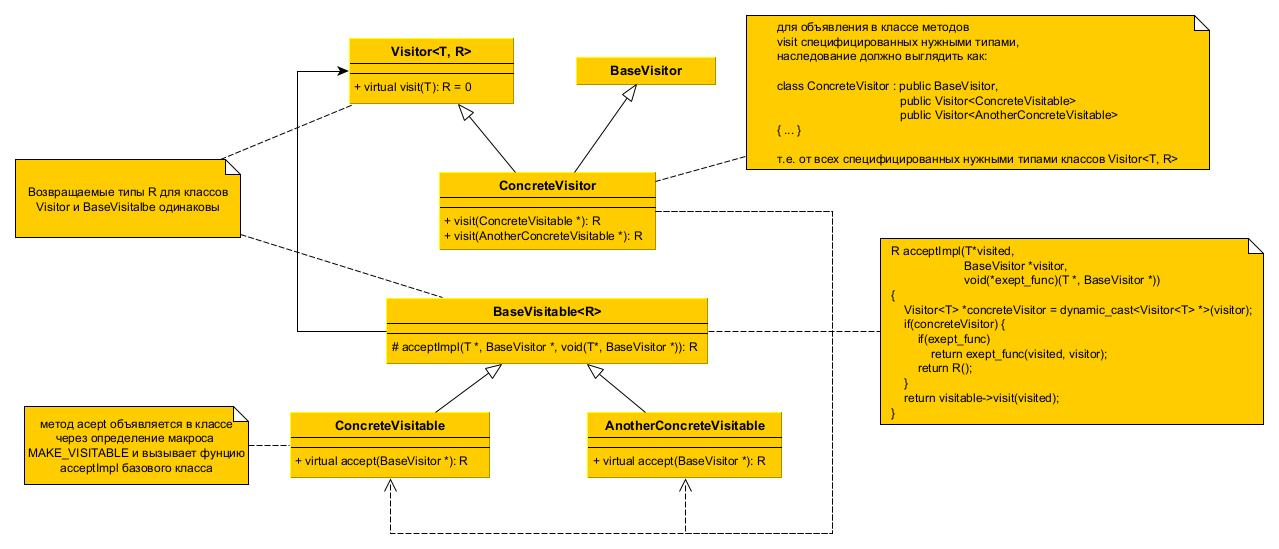 Visitor<T, R>
+ virtual visit(T): R = 0
BaseVisitor
для объявления в классе методов
visit специфицированных нужными типами,
наследование должно выглядить как:
class ConcreteVisitor : public BaseVisitor,
public Visitor<ConcreteVisitable>
public Visitor<AnotherConcreteVisitable>
{ ... }
т.е. от всех специфицированных нужными типами классов Visitor<T, R>
Возвращаемые типы R для классов
Visitor и BaseVisitalbe одинаковы
ConcreteVisitor
+ visit(ConcreteVisitable *): R
+ visit(AnotherConcreteVisitable *): R
R acceptImpl(T*visited,
BaseVisitor *visitor,
void(*exept_func)(T *, BaseVisitor *))
{
Visitor<T> *concreteVisitor = dynamic_cast<Visitor<T> *>(visitor);
if(concreteVisitor) {
if(exept_func)
return exept_func(visited, visitor);
return R();
}
return visitable->visit(visited);
}
BaseVisitable<R>
# acceptImpl(T *, BaseVisitor *, void(T*, BaseVisitor *)): R
метод acept объявляется в классе
через определение макроса
MAKE_VISITABLE и вызывает фунцию
acceptImpl базового класса
ConcreteVisitable
+ virtual accept(BaseVisitor *): R
AnotherConcreteVisitable
+ virtual accept(BaseVisitor *): R